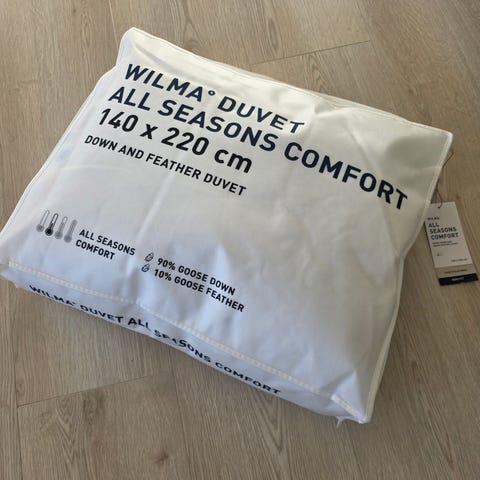 WILMA° DUVET
ALL SEASONS COMFORT
140 x 220 cm
DOWN AND FEATHER DUVET
ALL SEASONS
COMFORT
90% GOOSE DOWN
10% GOOSE FEATHER
WILMA° DUVET ALL SEASONS COMFORT
WILMA
ALL
SEASONS
COMFORT